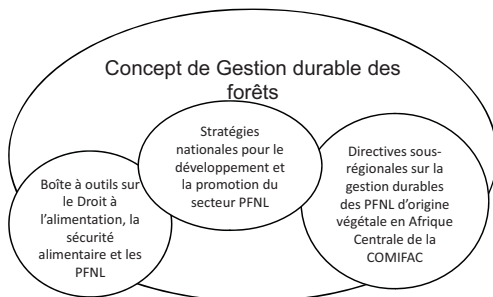 Concept de Gestion durable des
forêts
Stratégies
nationales pour le
développement et
la promotion du
secteur PFNL
Boîte à outils sur
le Droit à
l'alimentation, la
sécurité
alimentaire et les
PFNL
Directives sous-
régionales sur la
gestion durables
des PFNL d'origine
végétale en Afrique
Centrale de la
COMIFAC